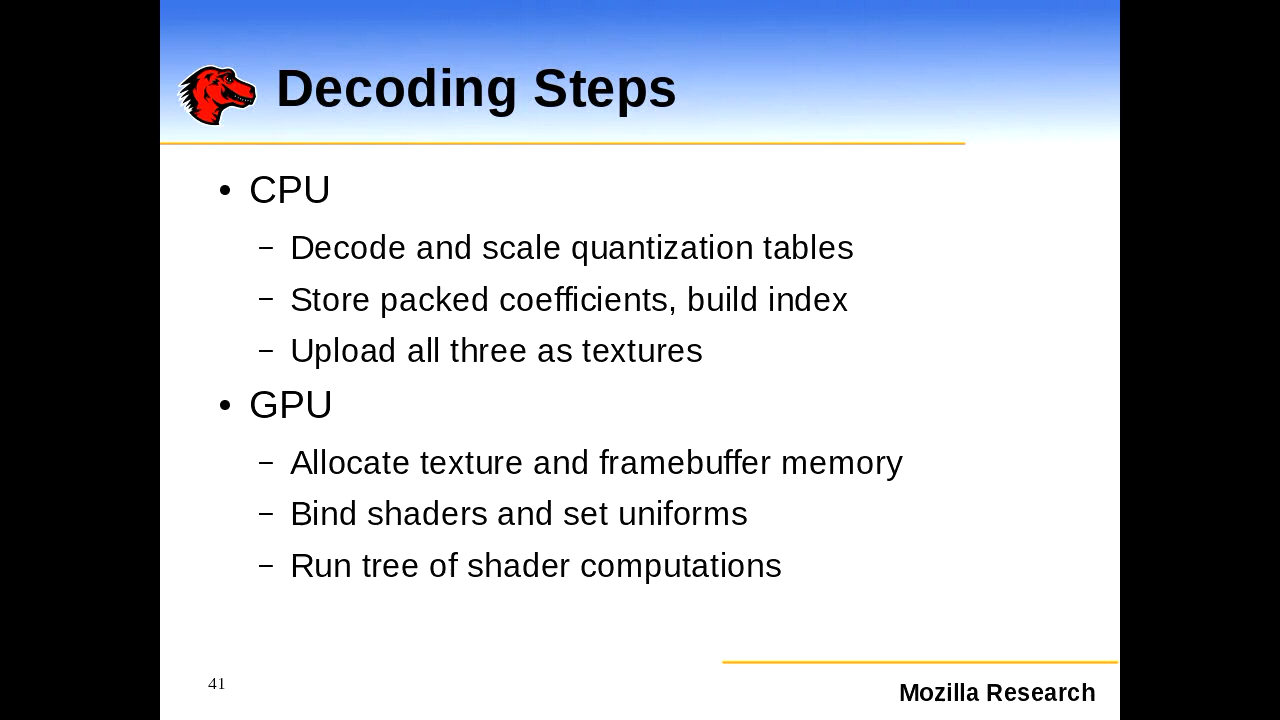 Decoding Steps
• CPU
– Decode and scale quantization tables
– Store packed coefficients, build index
– Upload all three as textures
• GPU
– Allocate texture and framebuffer memory
– Bind shaders and set uniforms
– Run tree of shader computations
41
Mozilla Research